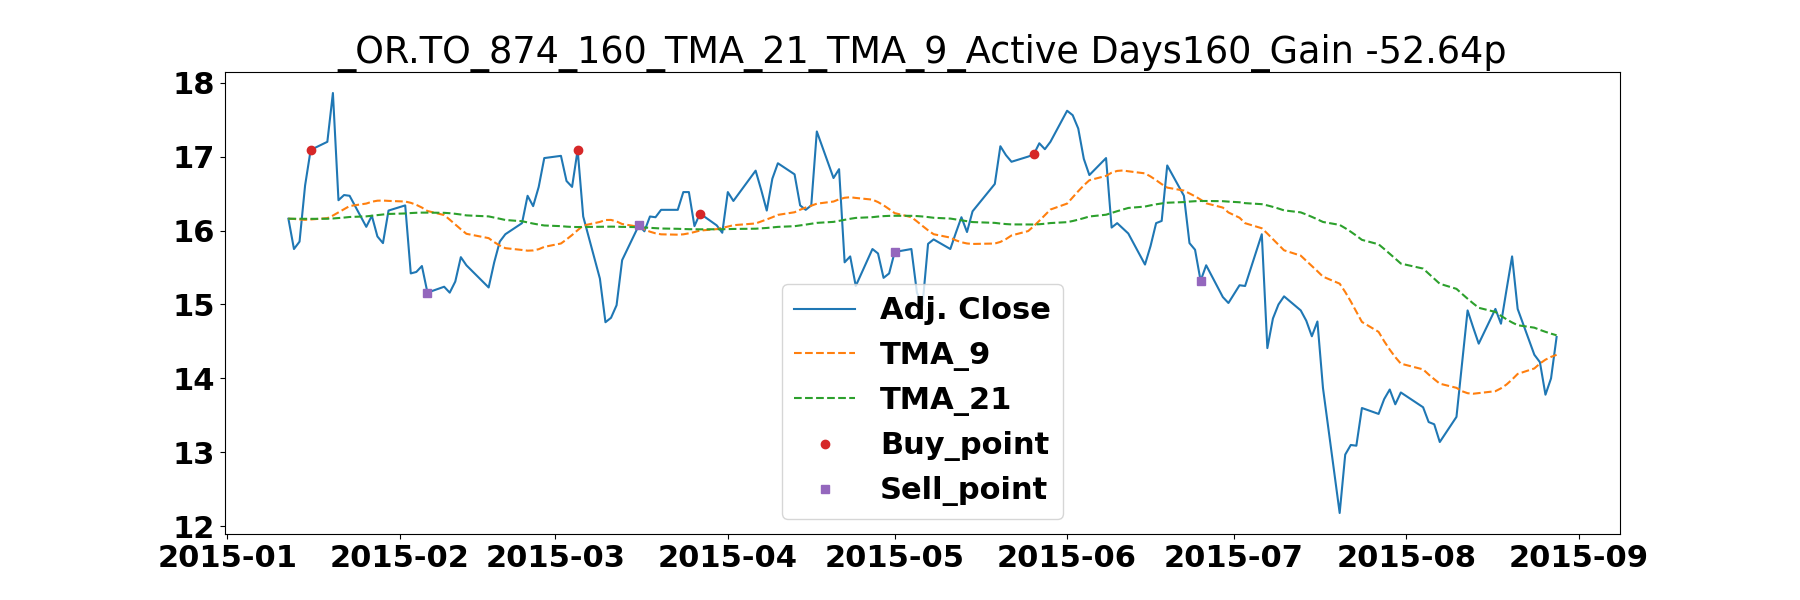 _OR.TO_874_160_TMA_21_TMA_9_Active Days160_Gain -52.64p
18
17
16
15
14
13
12
Adj. Close
TMA_9
TMA_21
Buy_point
Sell_point
2015-01 2015-02 2015-03 2015-04 2015-05 2015-06 2015-07 2015-08 2015-09